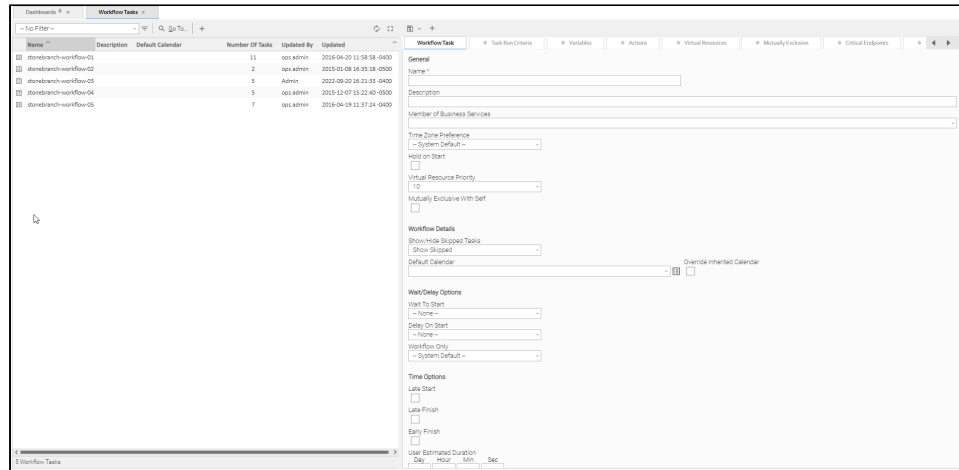 Dashboards × Workflow Tasks ×
-- No Filter -- Go To...
Name Description Default Calendar Number Of Tasks Updated By Updated
stonebranch-workflow-01 11 ops.admin 2016-04-20 11:58:58 -0400
stonebranch-workflow-02 2 ops.admin 2015-01-08 16:35:18 -0500
stonebranch-workflow-03 5 Admin 2022-09-20 16:21:33 -0400
stonebranch-workflow-04 5 ops.admin 2015-12-07 15:22:40 -0500
stonebranch-workflow-05 7 ops.admin 2016-04-19 11:37:24 -0400
5 Workflow Tasks
Workflow Task Task Run Criteria Variables Actions Virtual Resources Mutually Exclusive Critical Endpoints
General
Name *
Description
Member of Business Services
Time Zone Preference
-- System Default --
Hold on Start
Virtual Resource Priority
10
Mutually Exclusive With Self
Workflow Details
Show/Hide Skipped Tasks
Show Skipped
Default Calendar Override Inherited Calendar
Wait/Delay Options
Wait To Start
-- None --
Delay On Start
-- None --
Workflow Only
-- System Default --
Time Options
Late Start
Late Finish
Early Finish
User Estimated Duration
Day Hour Min Sec